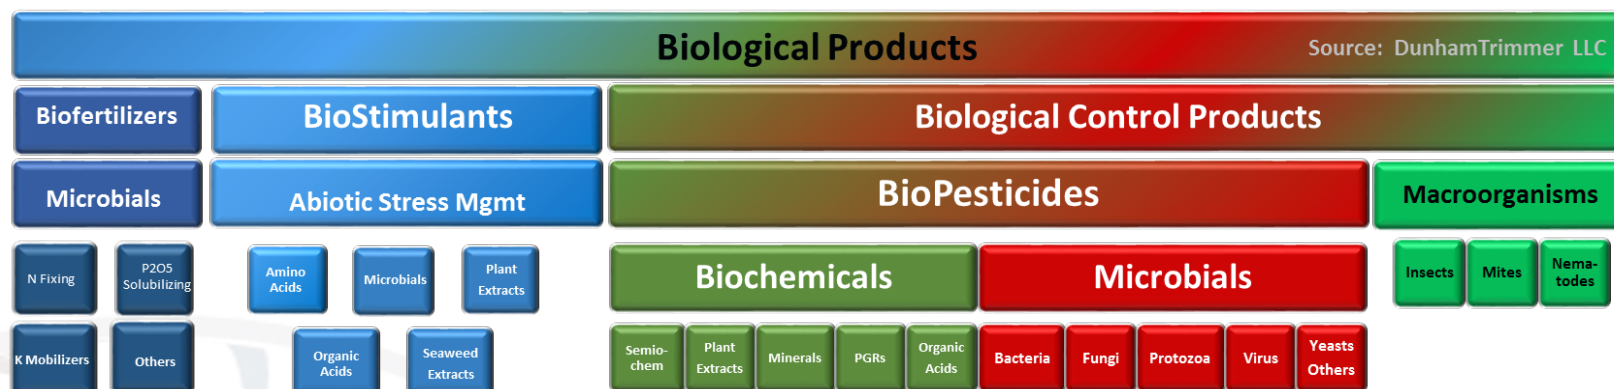 Biological Products
Source: DunhamTrimmer LLC
Biofertilizers
BioStimulants
Biological Control Products
Microbials
Abiotic Stress Mgmt
BioPesticides
Macroorganisms
N Fixing
P2O5
Solubilizing
Amino
Acids
Microbials
Plant
Extracts
Biochemicals
Microbials
Insects
Mites
Nema-
todes
K Mobilizers
Others
Organic
Acids
Seaweed
Extracts
Semio-
chem
Plant
Extracts
Minerals
PGRs
Organic
Acids
Bacteria
Fungi
Protozoa
Virus
Yeasts
Others